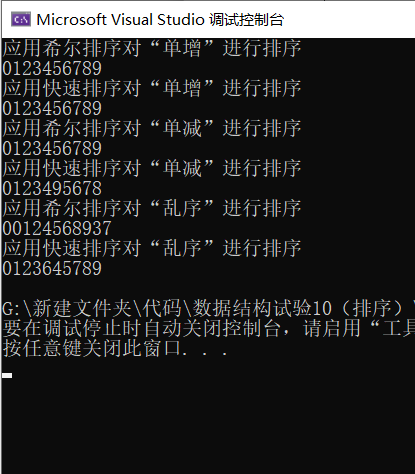 Microsoft Visual Studio 调试控制台
应用希尔排序对“单增”进行排序
0123456789
应用快速排序对“单增”进行排序
0123456789
应用希尔排序对“单减”进行排序
0123456789
应用快速排序对“单减”进行排序
0123495678
应用希尔排序对“乱序”进行排序
00124568937
应用快速排序对“乱序”进行排序
0123645789
G:\新建文件夹\代码\数据结构试验10（排序）\
要在调试停止时自动关闭控制台，请启用“工具
按任意键关闭此窗口. . .